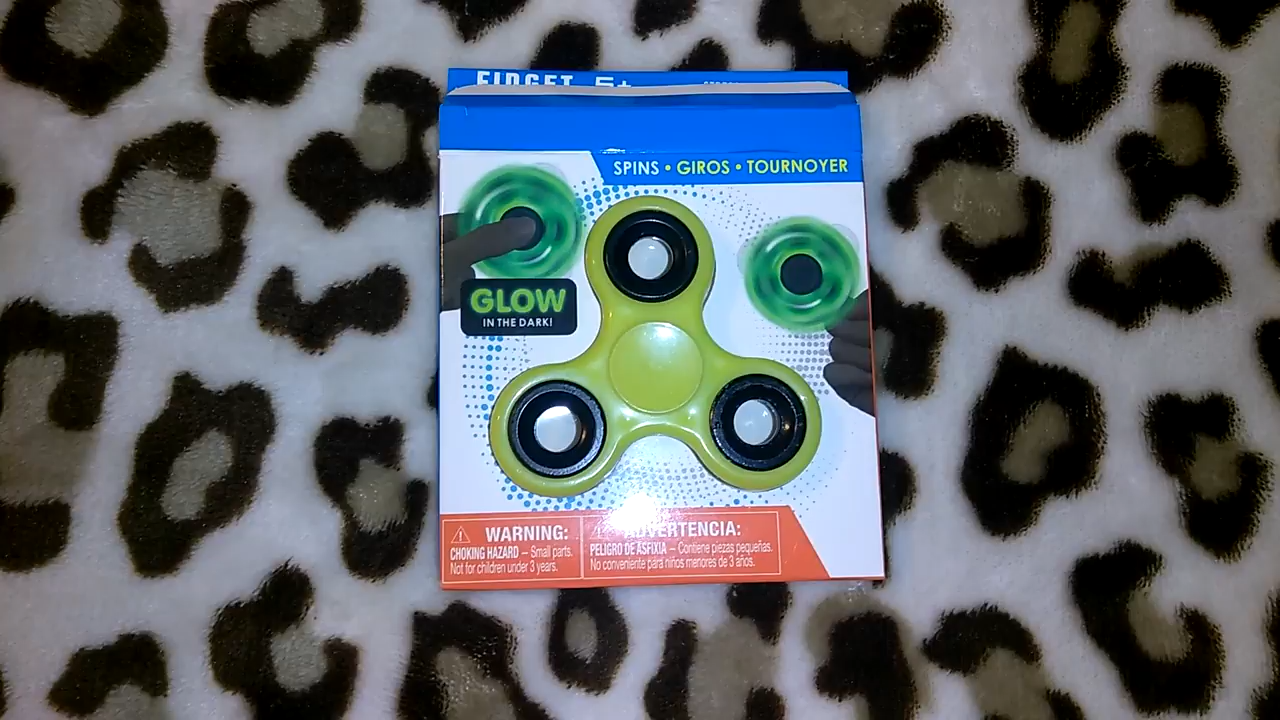 FIDGET 5+
SPINS • GIROS • TOURNOYER
GLOW
IN THE DARK!
WARNING:
CHOKING HAZARD – Small parts.
Not for children under 3 years.
ADVERTENCIA:
PELIGRO DE ASFIXIA – Contiene piezas pequeñas.
No conveniente para niños menores de 3 años.